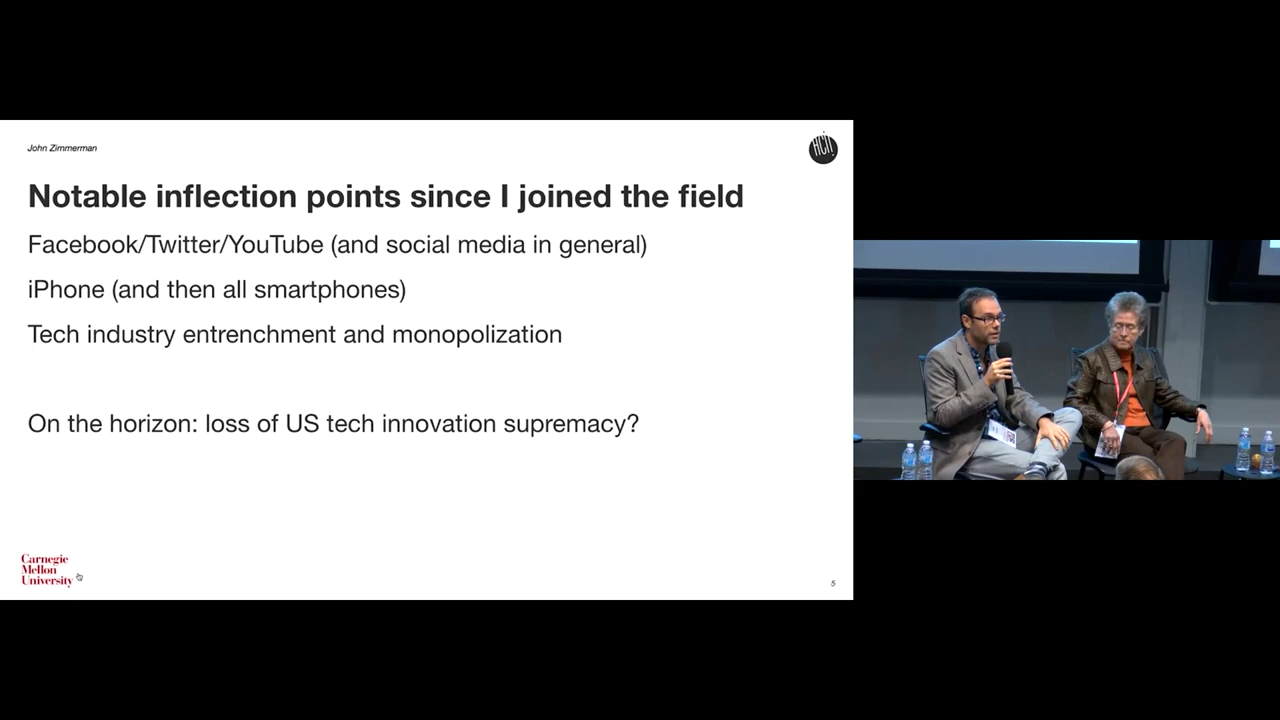 John Zimmerman
HCII
Notable inflection points since I joined the field
Facebook/Twitter/YouTube (and social media in general)
iPhone (and then all smartphones)
Tech industry entrenchment and monopolization
On the horizon: loss of US tech innovation supremacy?
Carnegie
Mellon
University
5